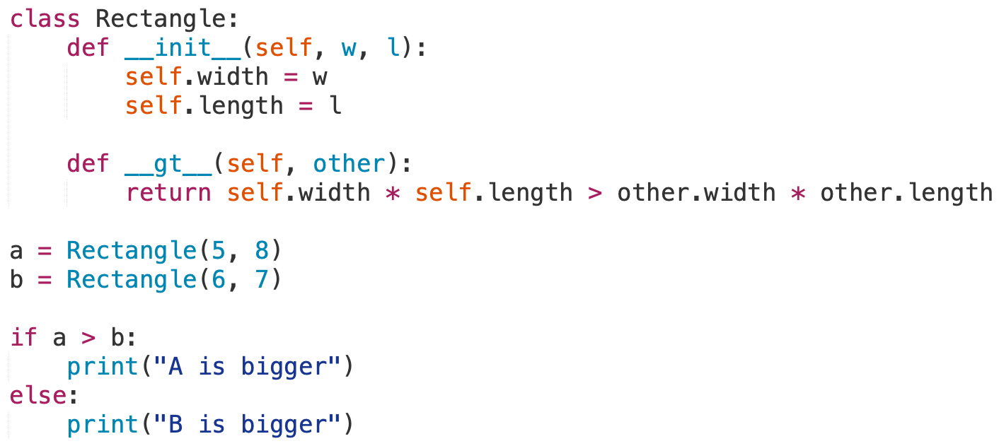 class Rectangle:
    def __init__(self, w, l):
        self.width = w
        self.length = l

    def __gt__(self, other):
        return self.width * self.length > other.width * other.length

a = Rectangle(5, 8)
b = Rectangle(6, 7)

if a > b:
    print("A is bigger")
else:
    print("B is bigger")